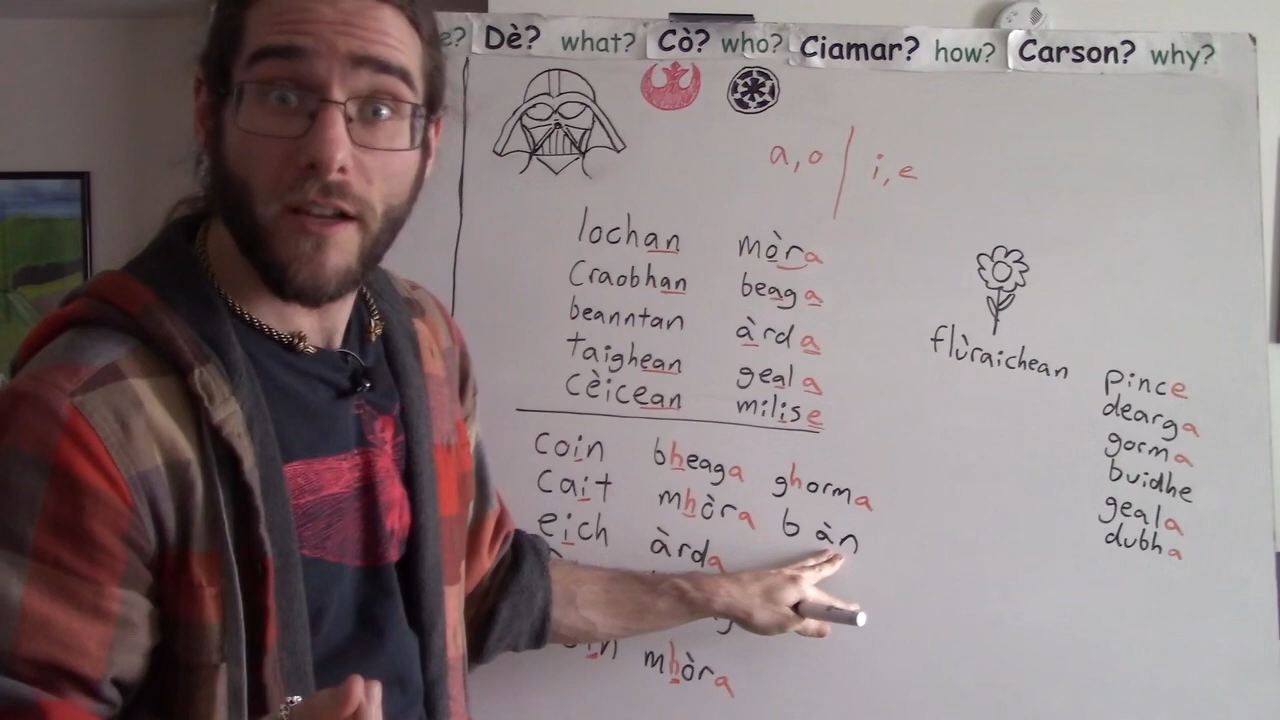 e? Dè? what? Cò? who? Ciamar? how? Carson? why?
a, o | i, e
lochan mòra
Craobhan beaga
beanntan àrda
taighean geala
cèicean milise
flùraichean
pince
dearga
gorma
buidhe
geala
dubha
coin bheaga ghorma
cait mhòra bàn
eich àrda
mhòra